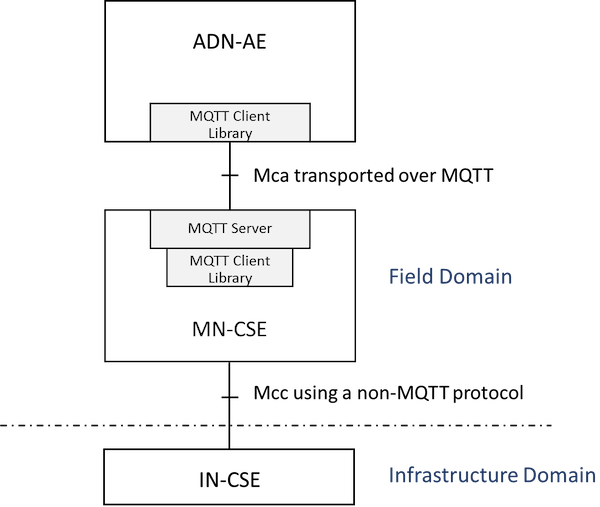 ADN-AE
MQTT Client
Library
Mca transported over MQTT
MQTT Server
MQTT Client
Library
Field Domain
MN-CSE
Mcc using a non-MQTT protocol
IN-CSE
Infrastructure Domain